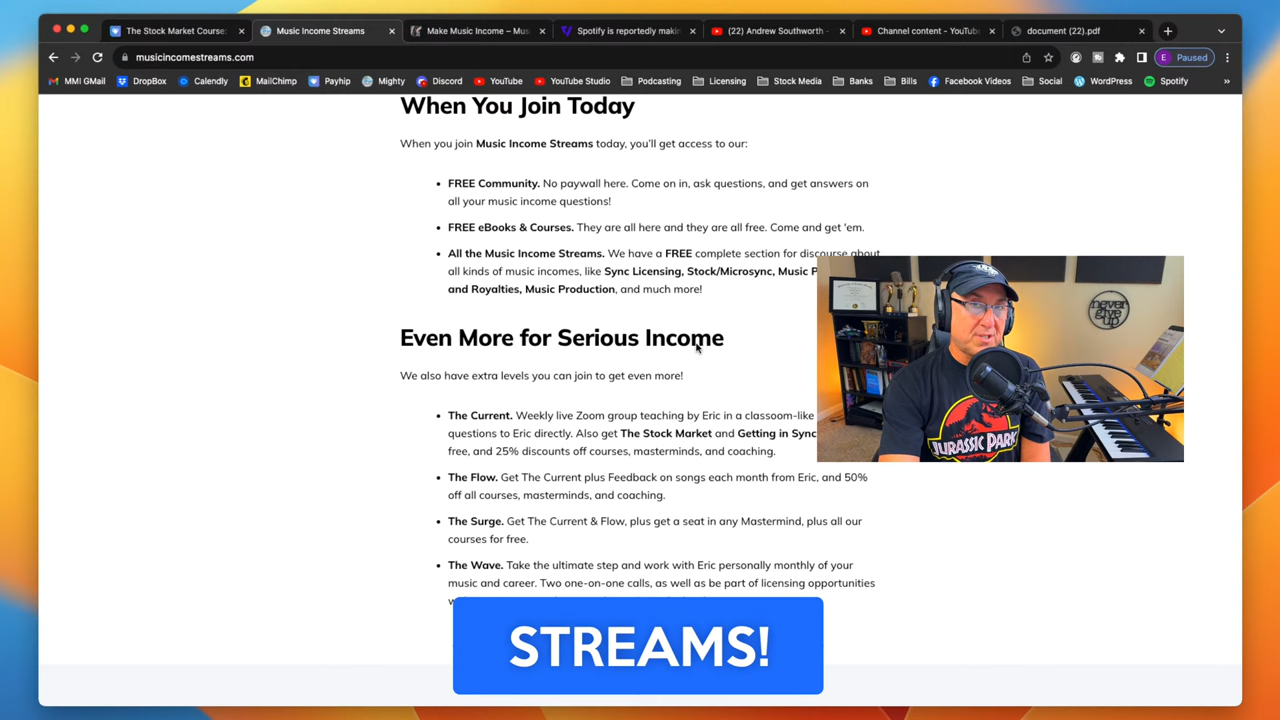 The Stock Market Course:
Music Income Streams
Make Music Income – Mus
Spotify is reportedly makin
(22) Andrew Southworth -
Channel content - YouTube
document (22).pdf
musicincomestreams.com
E Paused
MMI GMail
DropBox
Calendly
MailChimp
Payhip
Mighty
Discord
YouTube
YouTube Studio
Podcasting
Licensing
Stock Media
Banks
Bills
Facebook Videos
Social
WordPress
Spotify
When You Join Today
When you join Music Income Streams today, you'll get access to our:
• FREE Community. No paywall here. Come on in, ask questions, and get answers on
all your music income questions!
• FREE eBooks & Courses. They are all here and they are all free. Come and get 'em.
• All the Music Income Streams. We have a FREE complete section for discourse about
all kinds of music incomes, like Sync Licensing, Stock/Microsync, Music P
and Royalties, Music Production, and much more!
Even More for Serious Income
We also have extra levels you can join to get even more!
• The Current. Weekly live Zoom group teaching by Eric in a classoom-like
questions to Eric directly. Also get The Stock Market and Getting in Sync
free, and 25% discounts off courses, masterminds, and coaching.
• The Flow. Get The Current plus Feedback on songs each month from Eric, and 50%
off all courses, masterminds, and coaching.
• The Surge. Get The Current & Flow, plus get a seat in any Mastermind, plus all our
courses for free.
• The Wave. Take the ultimate step and work with Eric personally monthly of your
music and career. Two one-on-one calls, as well as be part of licensing opportunities
never
give
up
JURASSIC PARK
STREAMS!